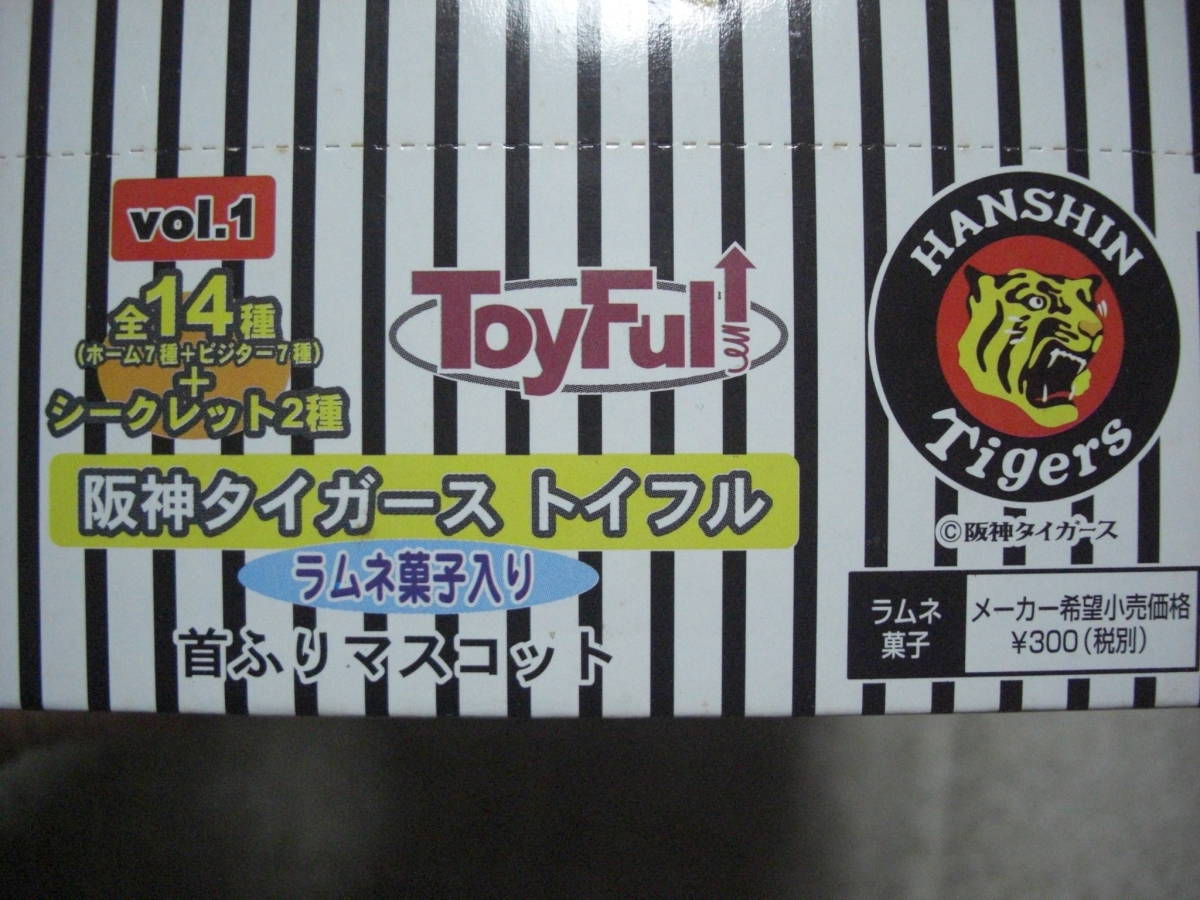 vol.1
全14種
(ホーム7種+ビジター7種)
+
シークレット2種
ToyFul
阪神タイガース トイフル
ラムネ菓子入り
首ふりマスコット
HANSHIN
Tigers
©阪神タイガース
ラムネ
菓子
メーカー希望小売価格
¥300(税別)